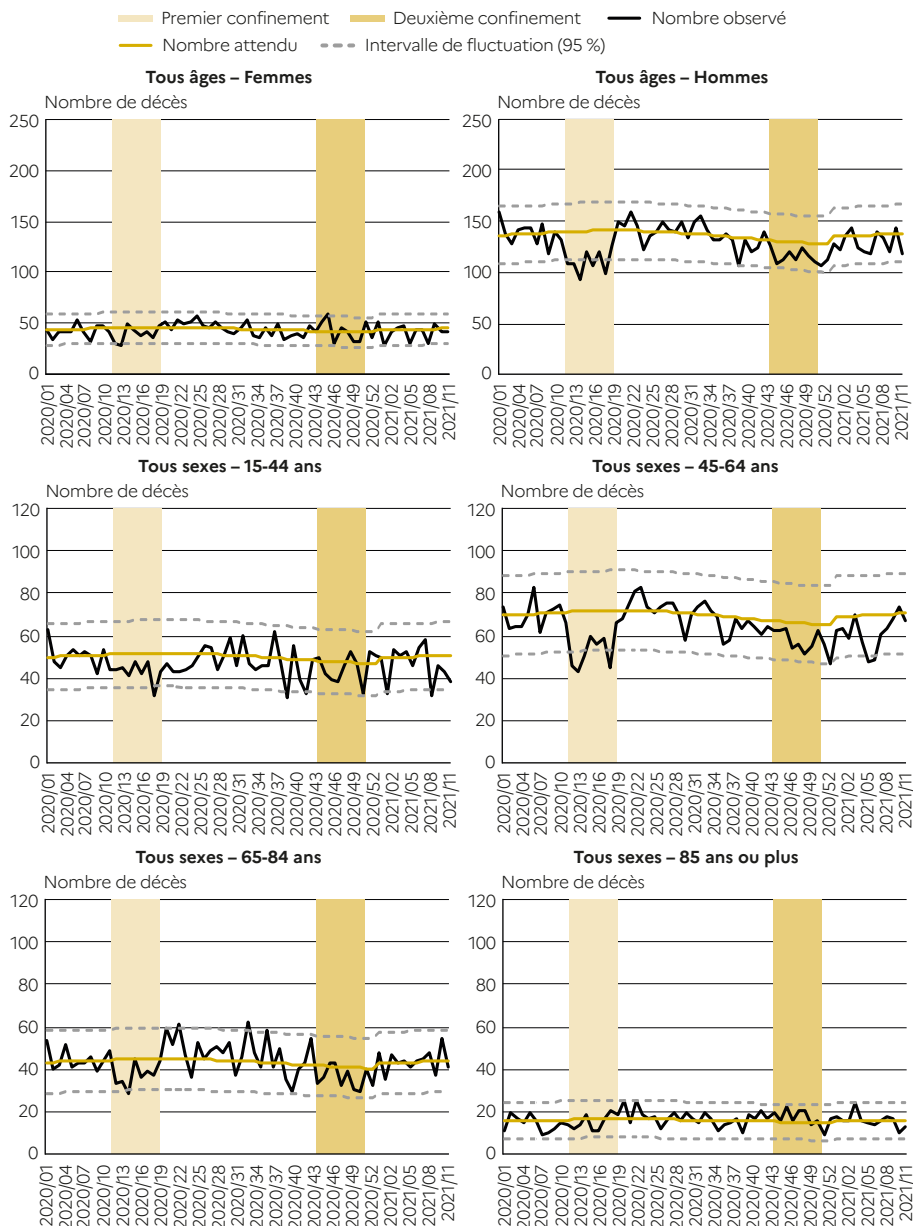 Premier confinement Deuxième confinement Nombre observé
Nombre attendu Intervalle de fluctuation (95 %)
Tous âges – Femmes
Nombre de décès
250
200
150
100
50
0
2020/01 2020/04 2020/07 2020/10 2020/13 2020/16 2020/19 2020/22 2020/25 2020/28 2020/31 2020/34 2020/37 2020/40 2020/43 2020/46 2020/49 2020/52 2021/02 2021/05 2021/08 2021/11
Tous âges – Hommes
Nombre de décès
250
200
150
100
50
0
2020/01 2020/04 2020/07 2020/10 2020/13 2020/16 2020/19 2020/22 2020/25 2020/28 2020/31 2020/34 2020/37 2020/40 2020/43 2020/46 2020/49 2020/52 2021/02 2021/05 2021/08 2021/11
Tous sexes – 15-44 ans
Nombre de décès
120
100
80
60
40
20
0
2020/01 2020/04 2020/07 2020/10 2020/13 2020/16 2020/19 2020/22 2020/25 2020/28 2020/31 2020/34 2020/37 2020/40 2020/43 2020/46 2020/49 2020/52 2021/02 2021/05 2021/08 2021/11
Tous sexes – 45-64 ans
Nombre de décès
120
100
80
60
40
20
0
2020/01 2020/04 2020/07 2020/10 2020/13 2020/16 2020/19 2020/22 2020/25 2020/28 2020/31 2020/34 2020/37 2020/40 2020/43 2020/46 2020/49 2020/52 2021/02 2021/05 2021/08 2021/11
Tous sexes – 65-84 ans
Nombre de décès
120
100
80
60
40
20
0
2020/01 2020/04 2020/07 2020/10 2020/13 2020/16 2020/19 2020/22 2020/25 2020/28 2020/31 2020/34 2020/37 2020/40 2020/43 2020/46 2020/49 2020/52 2021/02 2021/05 2021/08 2021/11
Tous sexes – 85 ans ou plus
Nombre de décès
120
100
80
60
40
20
0
2020/01 2020/04 2020/07 2020/10 2020/13 2020/16 2020/19 2020/22 2020/25 2020/28 2020/31 2020/34 2020/37 2020/40 2020/43 2020/46 2020/49 2020/52 2021/02 2021/05 2021/08 2021/11